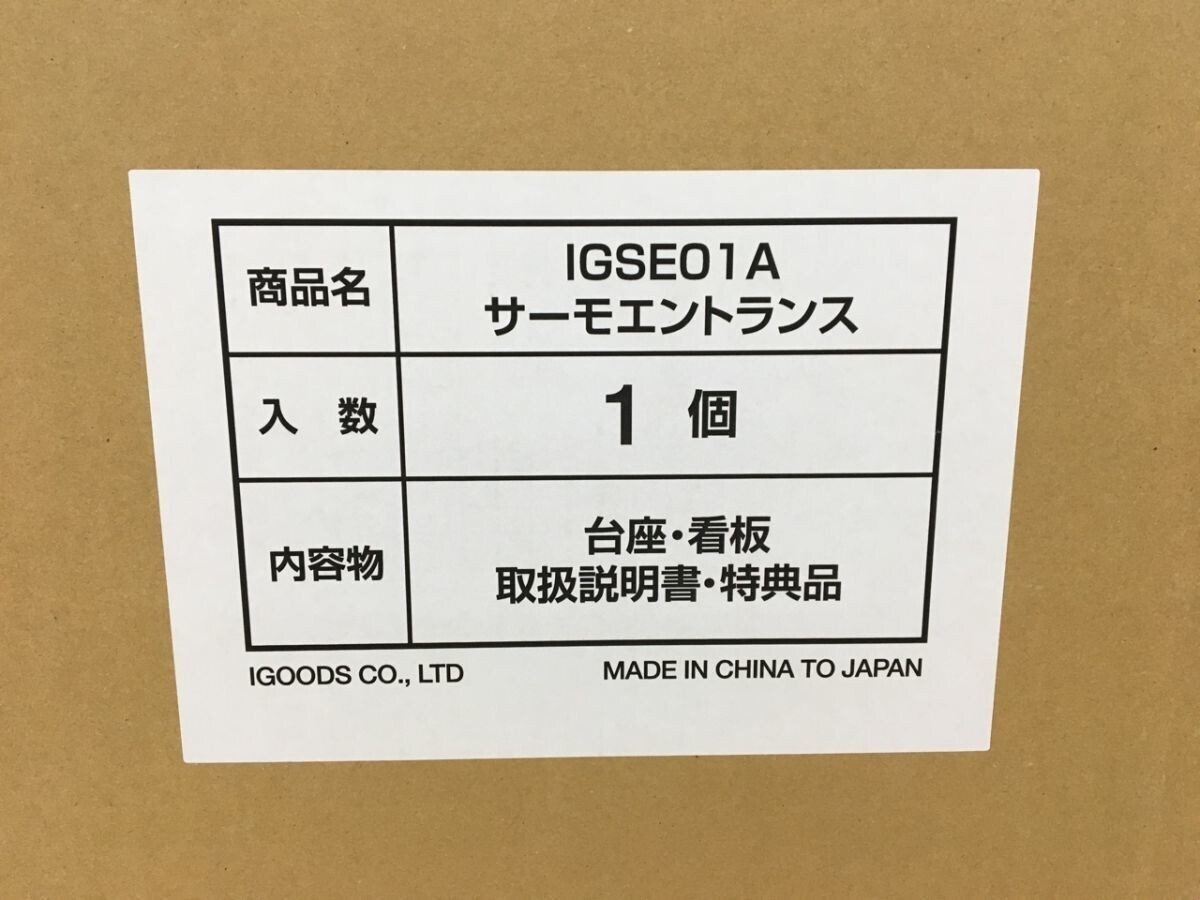 商品名
IGSE01A
サーモエントランス
入 数
1 個
内容物
台座・看板
取扱説明書・特典品
IGOODS CO., LTD
MADE IN CHINA TO JAPAN